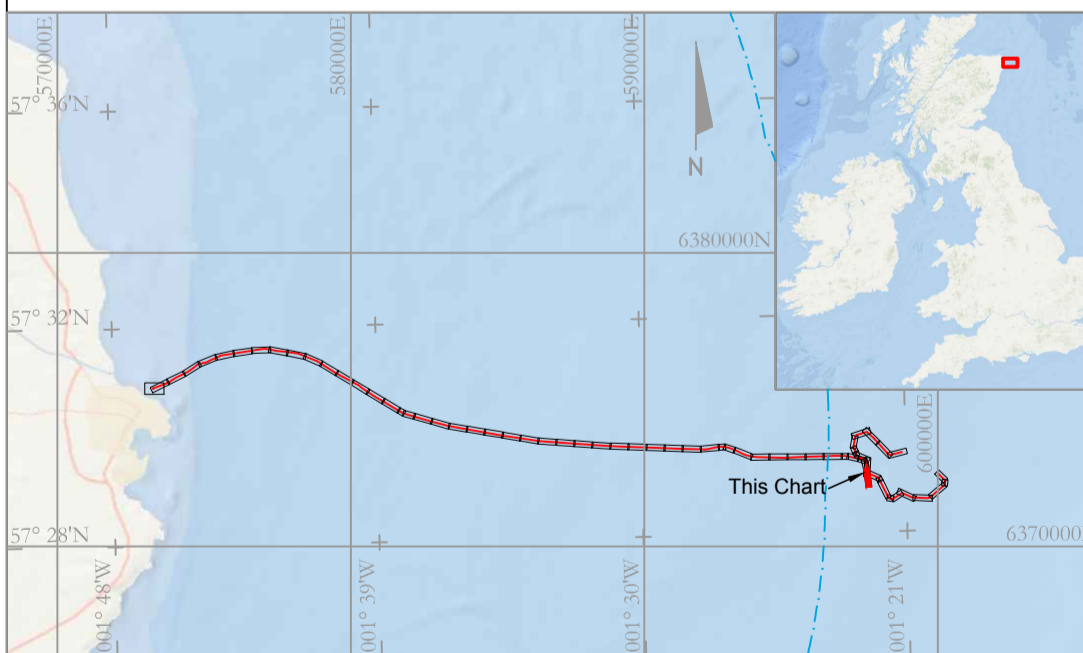 570000E
580000E
590000E
57° 36'N
N
6380000N
57° 32'N
600000E
This Chart
57° 28'N
6370000
001° 48'W
001° 39'W
001° 30'W
001° 21'W